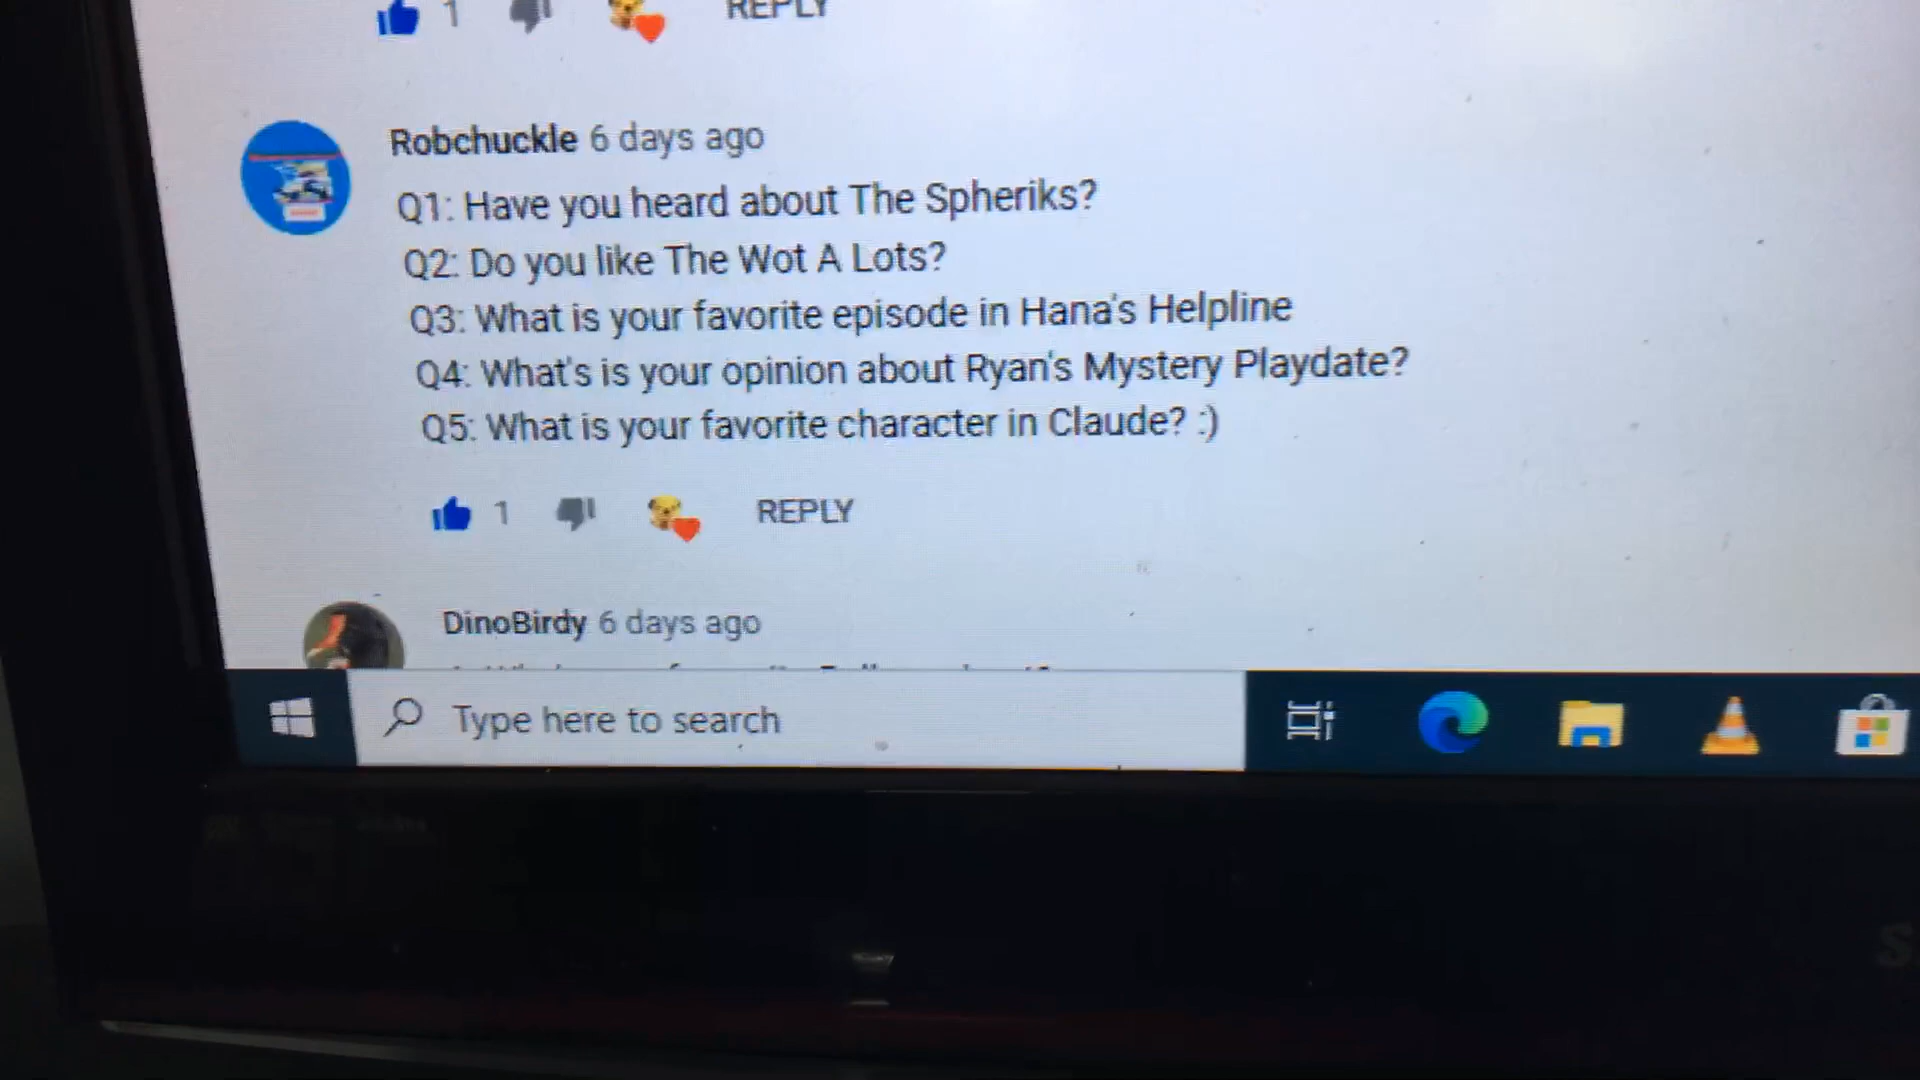 1 REPLY
Robchuckle 6 days ago
Q1: Have you heard about The Spheriks?
Q2: Do you like The Wot A Lots?
Q3: What is your favorite episode in Hana's Helpline
Q4: What's is your opinion about Ryan's Mystery Playdate?
Q5: What is your favorite character in Claude? :)
1 REPLY
DinoBirdy 6 days ago
Type here to search
S